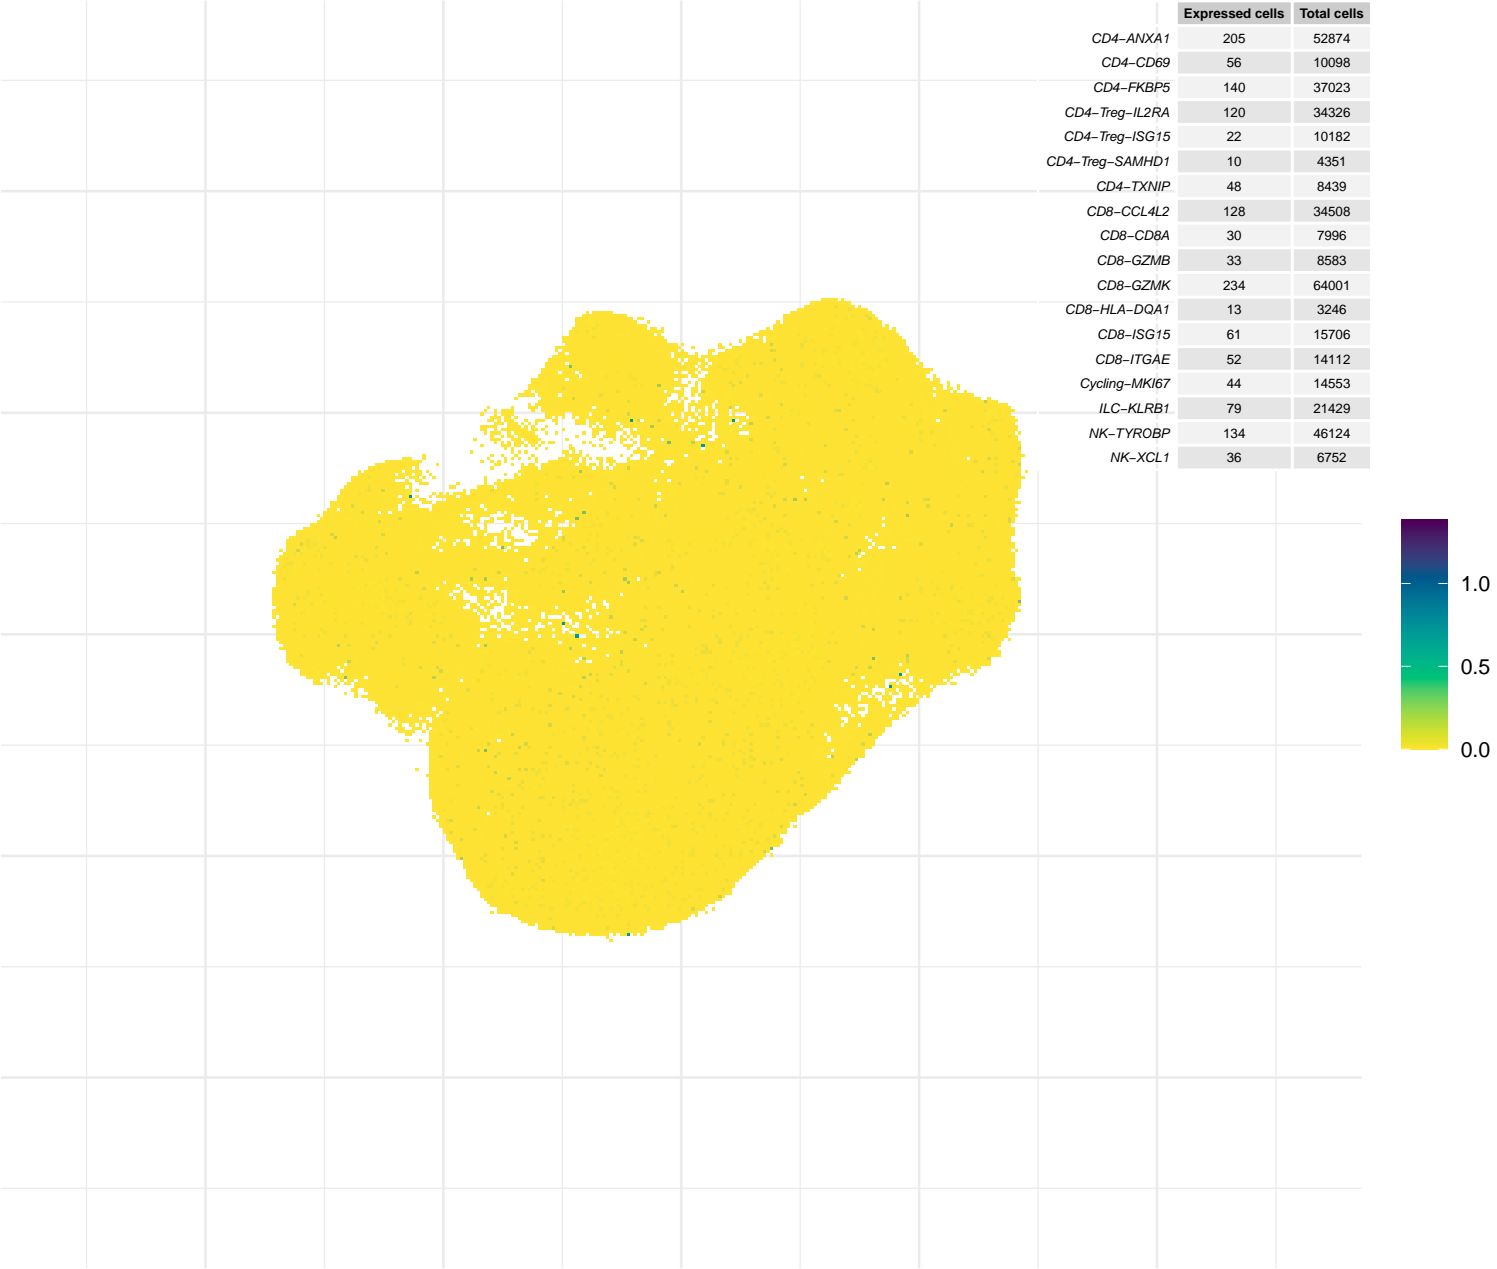 Expressed cells Total cells
CD4−ANXA1 205 52874
CD4−CD69 56 10098
CD4−FKBP5 140 37023
CD4−Treg−IL2RA 120 34326
CD4−Treg−ISG15 22 10182
CD4−Treg−SAMHD1 10 4351
CD4−TXNIP 48 8439
CD8−CCL4L2 128 34508
CD8−CD8A 30 7996
CD8−GZMB 33 8583
CD8−GZMK 234 64001
CD8−HLA−DQA1 13 3246
CD8−ISG15 61 15706
CD8−ITGAE 52 14112
Cycling−MKI67 44 14553
ILC−KLRB1 79 21429
NK−TYROBP 134 46124
NK−XCL1 36 6752
1.0
0.5
0.0